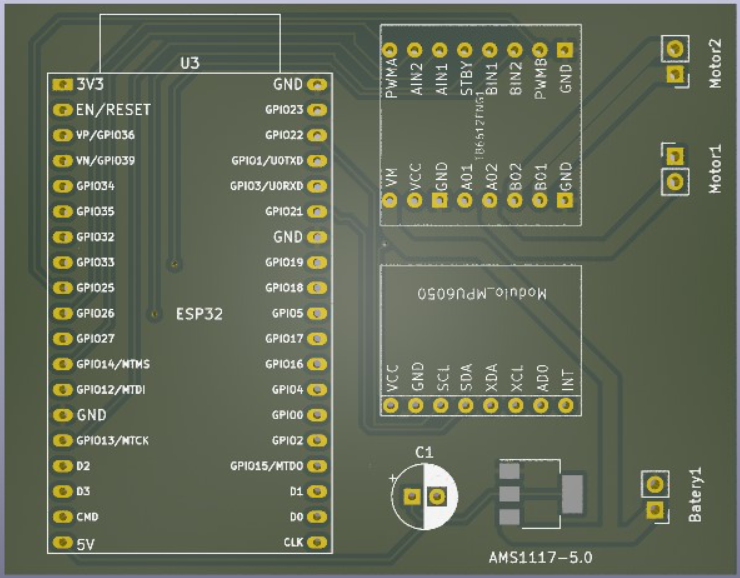 U3
3V3
EN/RESET
VP/GPIO36
VN/GPIO39
GPIO34
GPIO35
GPIO32
GPIO33
GPIO25
GPIO26
GPIO27
GPIO14/MTMS
GPIO12/MTDI
GND
GPIO13/MTCK
D2
D3
CMD
5V
ESP32
GND
GPIO23
GPIO22
GPIO1/U0TXD
GPIO3/U0RXD
GPIO21
GND
GPIO19
GPIO18
GPIO5
GPIO17
GPIO16
GPIO4
GPIO0
GPIO2
GPIO15/MTDO
D1
D0
CLK
PWMA
AIN2
AIN1
STBY
BIN1
BIN2
PWMB
GND
TB6612FNG1
VM
VCC
GND
A01
A02
B02
B01
GND
Motor2
Motor1
Modulo_MPU6050
VCC
GND
SCL
SDA
XDA
XCL
AD0
INT
C1
+
AMS1117-5.0
Batery1